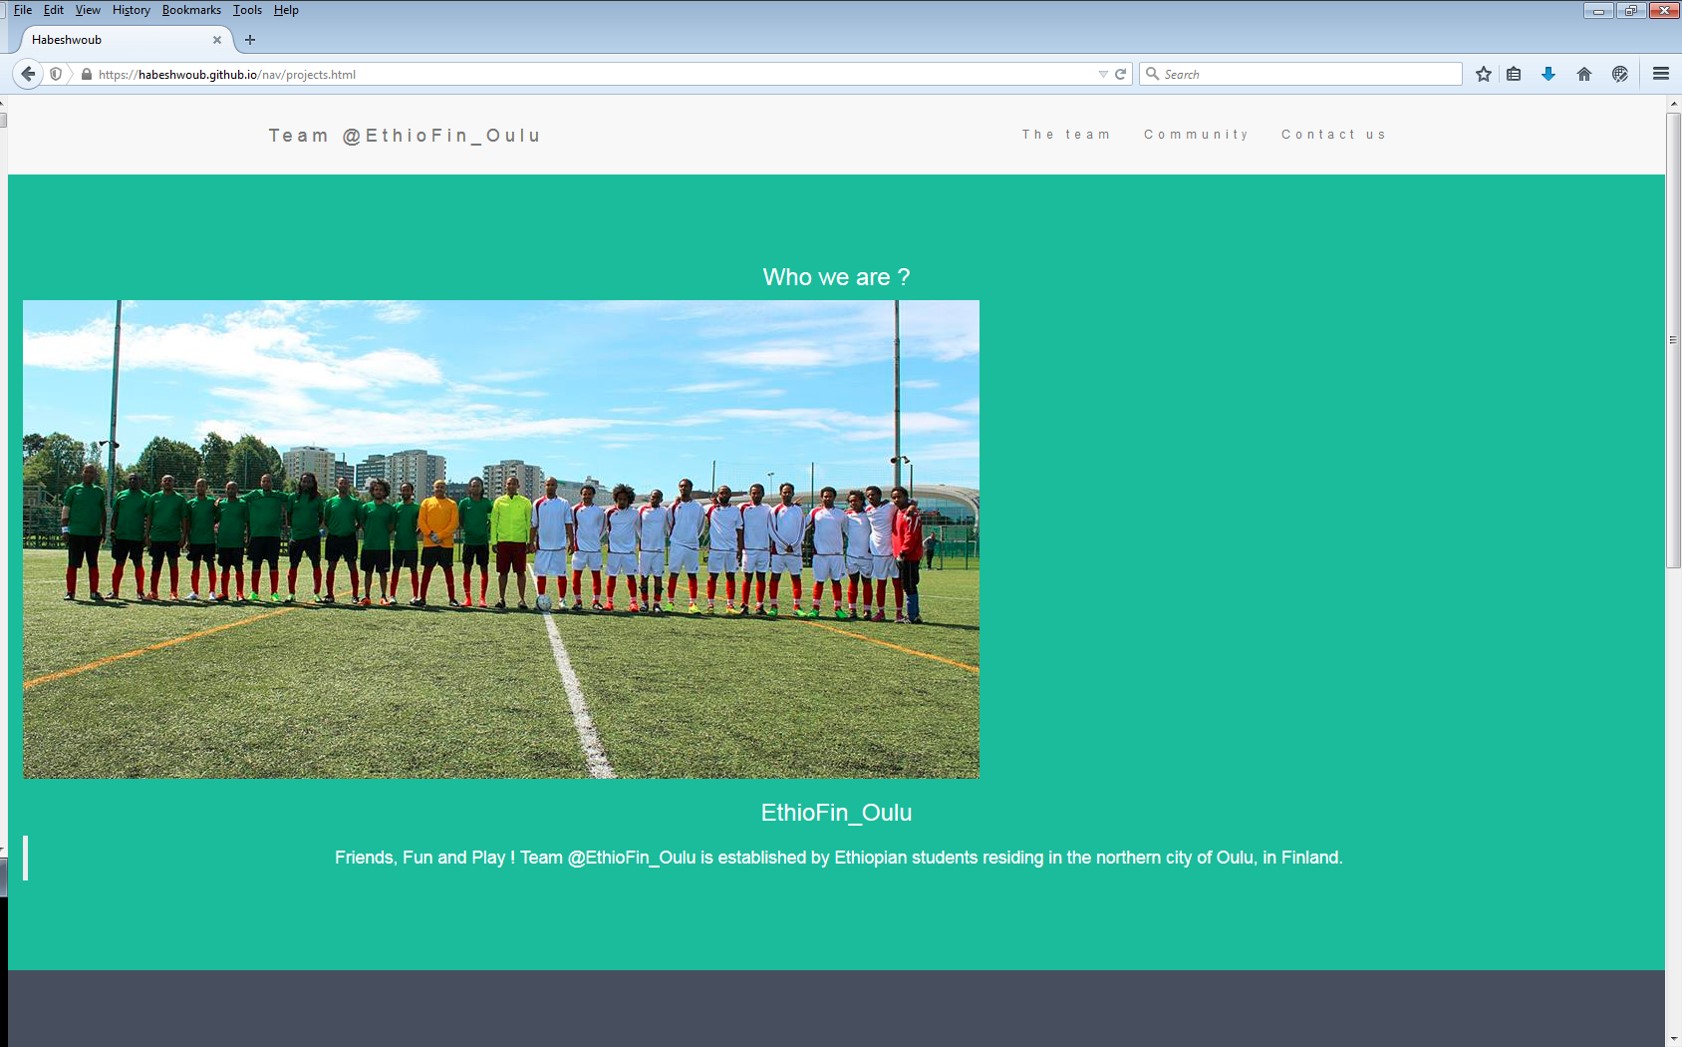 File Edit View History Bookmarks Tools Help
Habeshwoub
https://habeshwoub.github.io/nav/projects.html
Search
Team @EthioFin_Oulu
The team Community Contact us
Who we are ?
EthioFin_Oulu
Friends, Fun and Play ! Team @EthioFin_Oulu is established by Ethiopian students residing in the northern city of Oulu, in Finland.